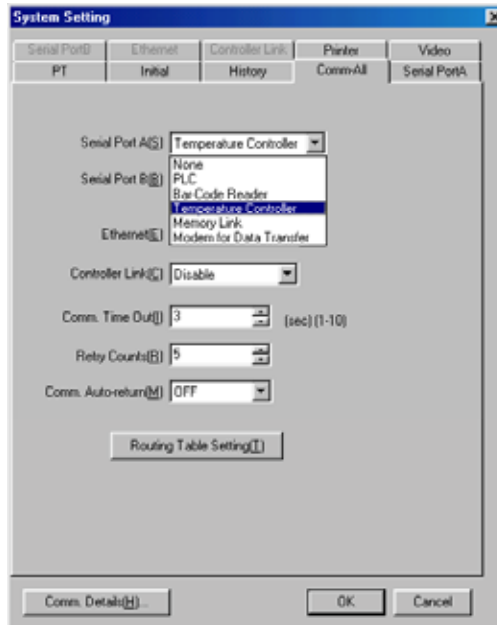 System Setting
Serial PortB Ethernet Controller Link Printer Video
PT Initial History Comm-All Serial PortA
Serial Port A(S) Temperature Controller
None
Serial Port B(B) PLC
Bar-Code Reader
Temperature Controller
Ethernet(E) Memory Link
Modem for Data Transfer
Controller Link(C) Disable
Comm. Time Out(I) 3 (sec) (1-10)
Retry Counts(R) 5
Comm. Auto-return(M) OFF
Routing Table Setting(T)
Comm. Details(H)... OK Cancel